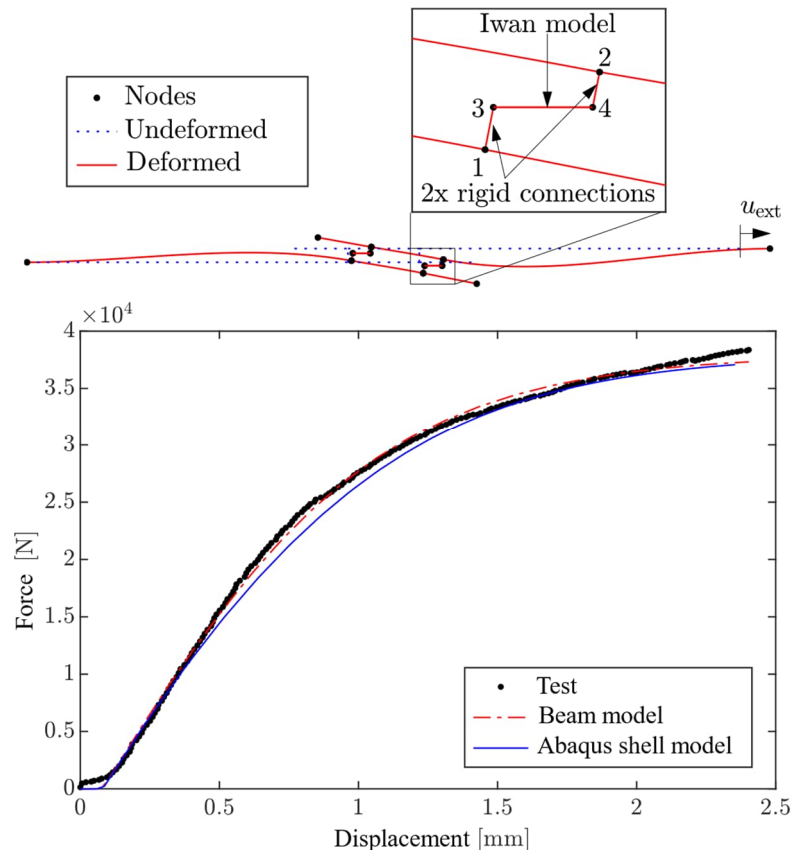 Iwan model
2
3
4
1
2x rigid connections
Nodes
Undeformed
Deformed
u_ext
×10^4
4
3.5
3
2.5
2
1.5
1
0.5
0
Force [N]
0 0.5 1 1.5 2 2.5
Displacement [mm]
Test
Beam model
Abaqus shell model